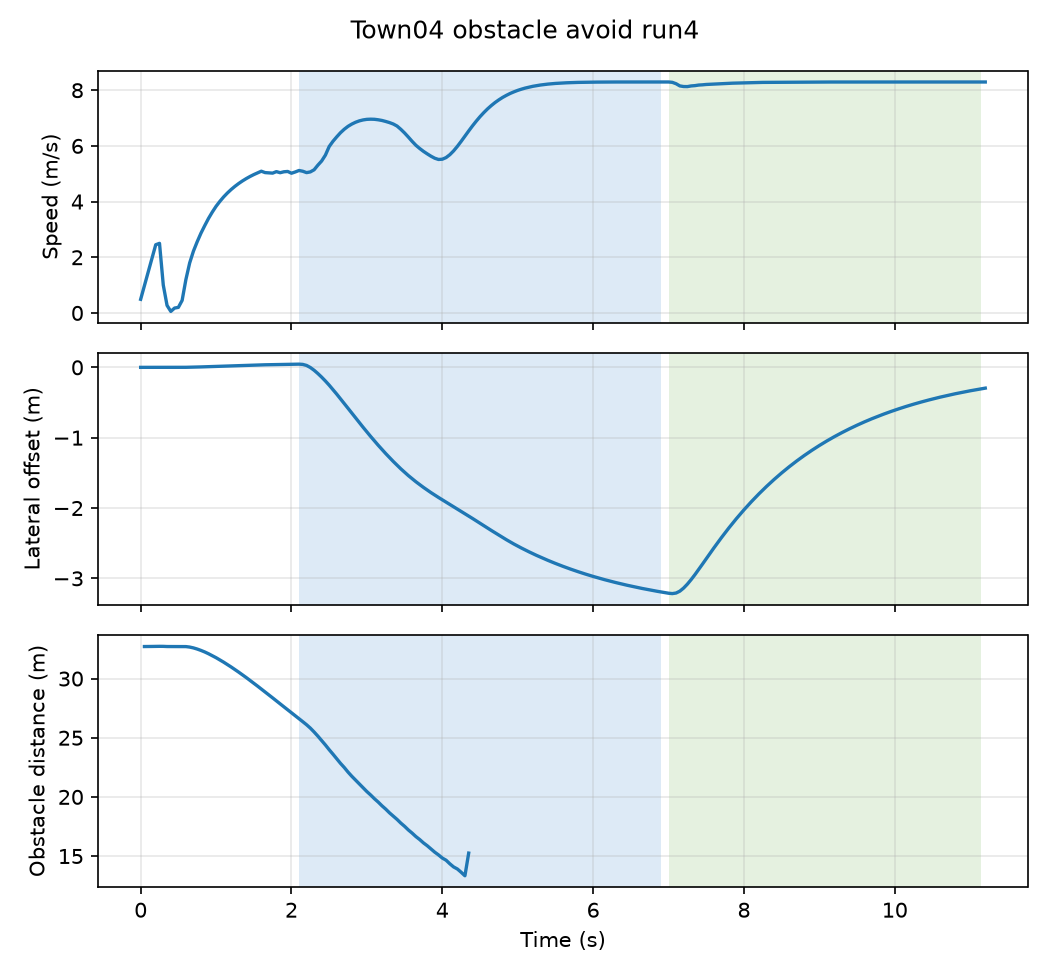 Town04 obstacle avoid run4
Speed (m/s)
8
6
4
2
0
Lateral offset (m)
0
−1
−2
−3
Obstacle distance (m)
30
25
20
15
0 2 4 6 8 10
Time (s)